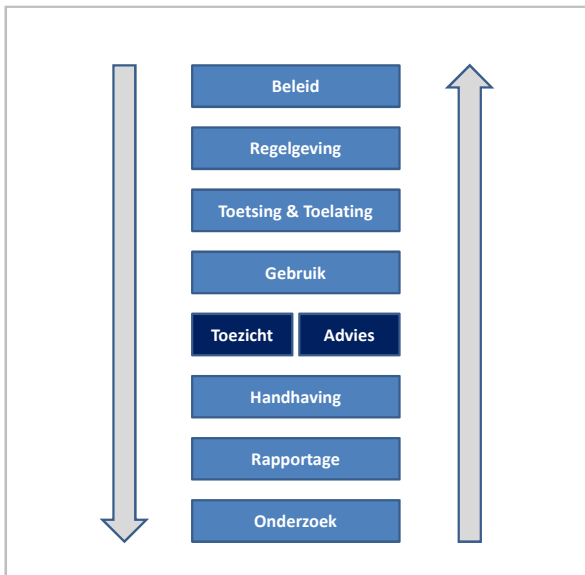 Beleid
Regelgeving
Toetsing & Toelating
Gebruik
Toezicht Advies
Handhaving
Rapportage
Onderzoek